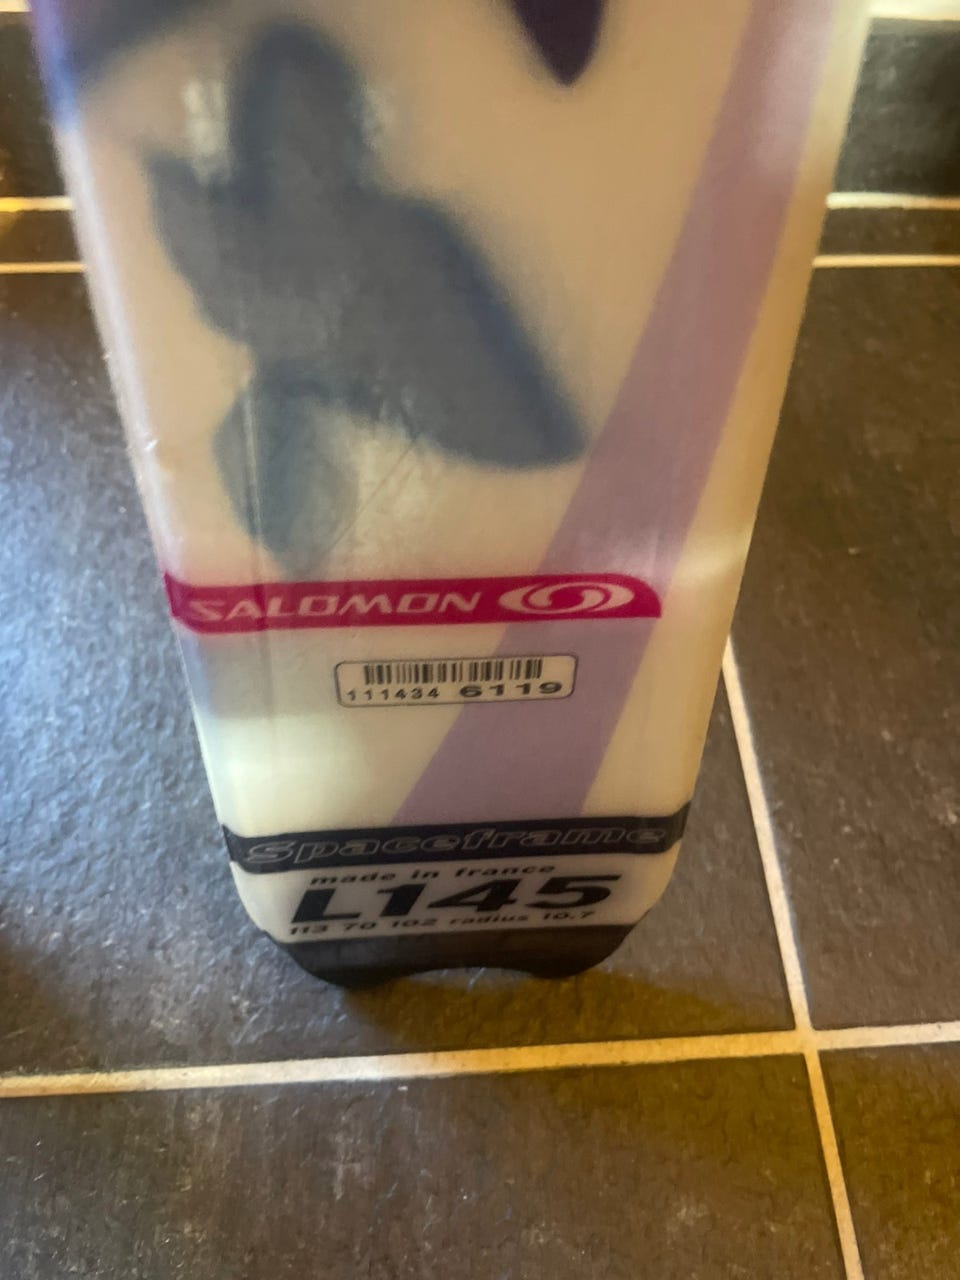 SALOMON
111434 6119
Spaceframe
made in france
L145
113 70 102 radius 10.7